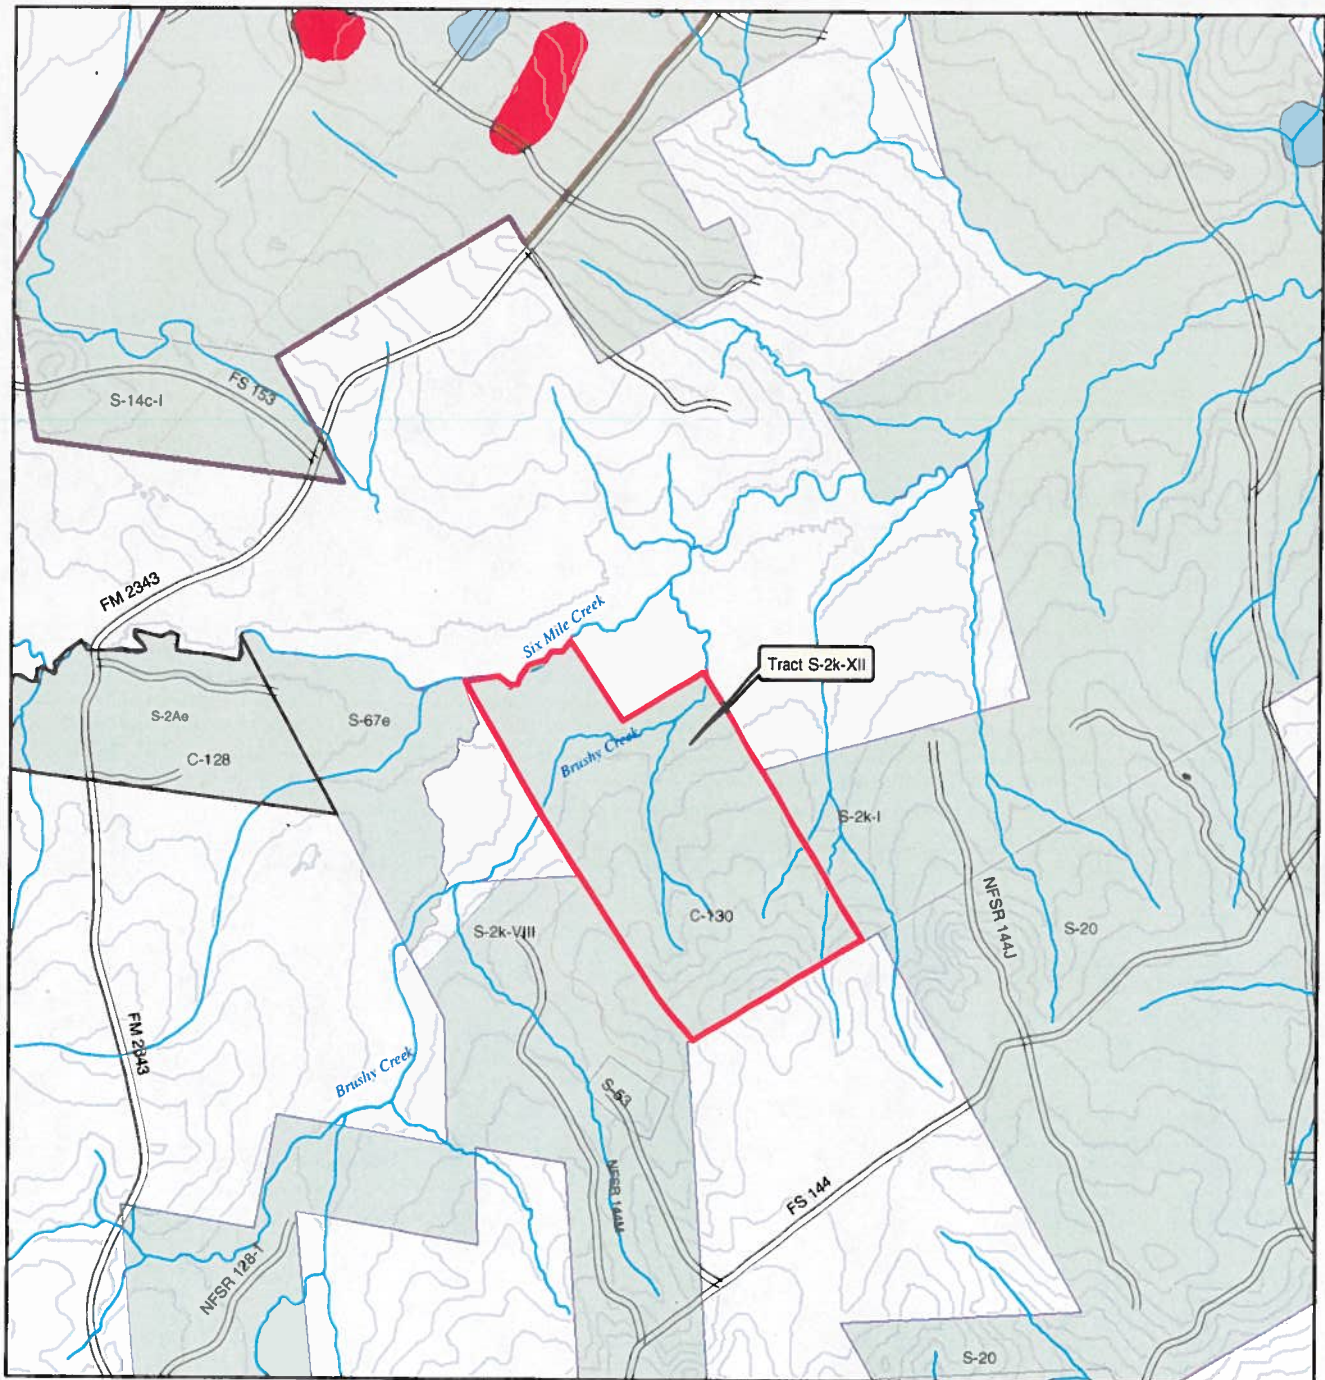 FS 153
S-14c-I
FM 2343
Six Mile Creek
Tract S-2k-XII
S-2Ae
S-67e
C-128
Brushy Creek
S-2k-I
C-130
S-2k-VIII
NFSR 144J
S-20
FM 2343
Brushy Creek
S-53
NFSR 144M
FS 144
NFSR 128-1
S-20